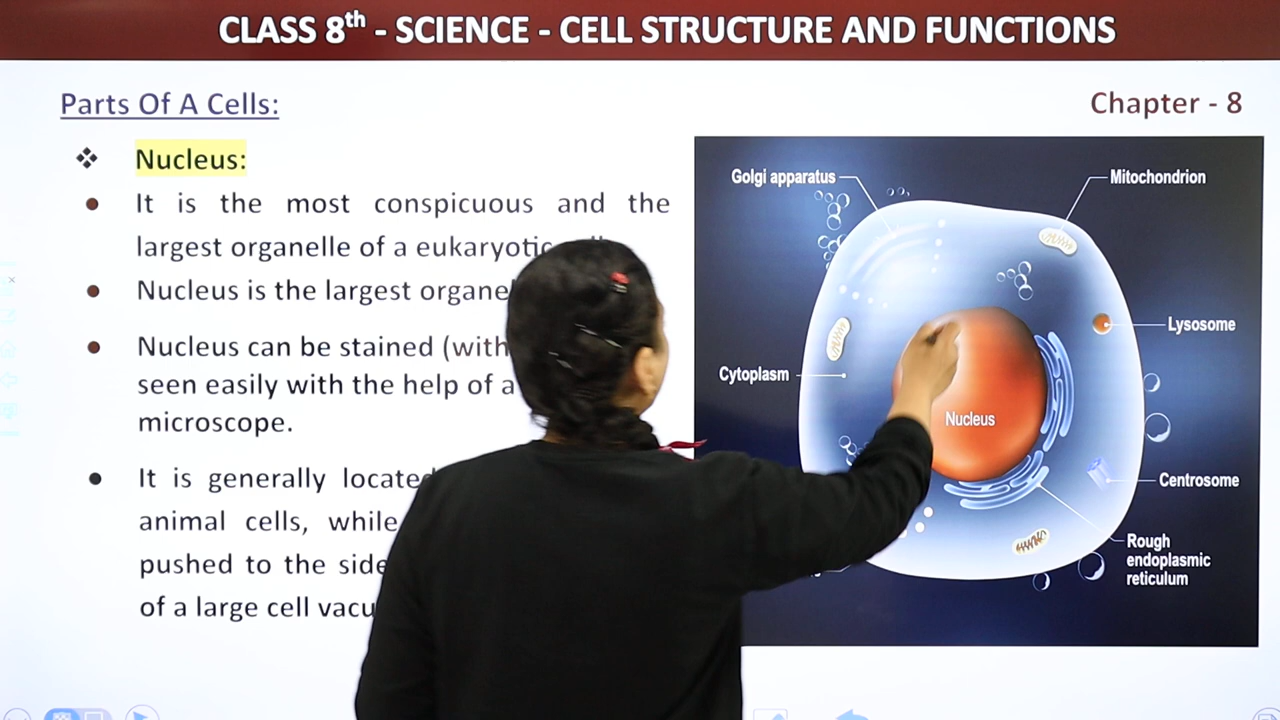 CLASS 8th - SCIENCE - CELL STRUCTURE AND FUNCTIONS
Parts Of A Cells:
Chapter - 8
❖ Nucleus:
• It is the most conspicuous and the
largest organelle of a eukaryotic
• Nucleus is the largest
• Nucleus can be stained (with
seen easily with the help of a
microscope.
• It is generally
animal cells, while
pushed to the side
of a large cell
Golgi apparatus
Mitochondrion
Lysosome
Cytoplasm
Nucleus
Centrosome
Rough
endoplasmic
reticulum